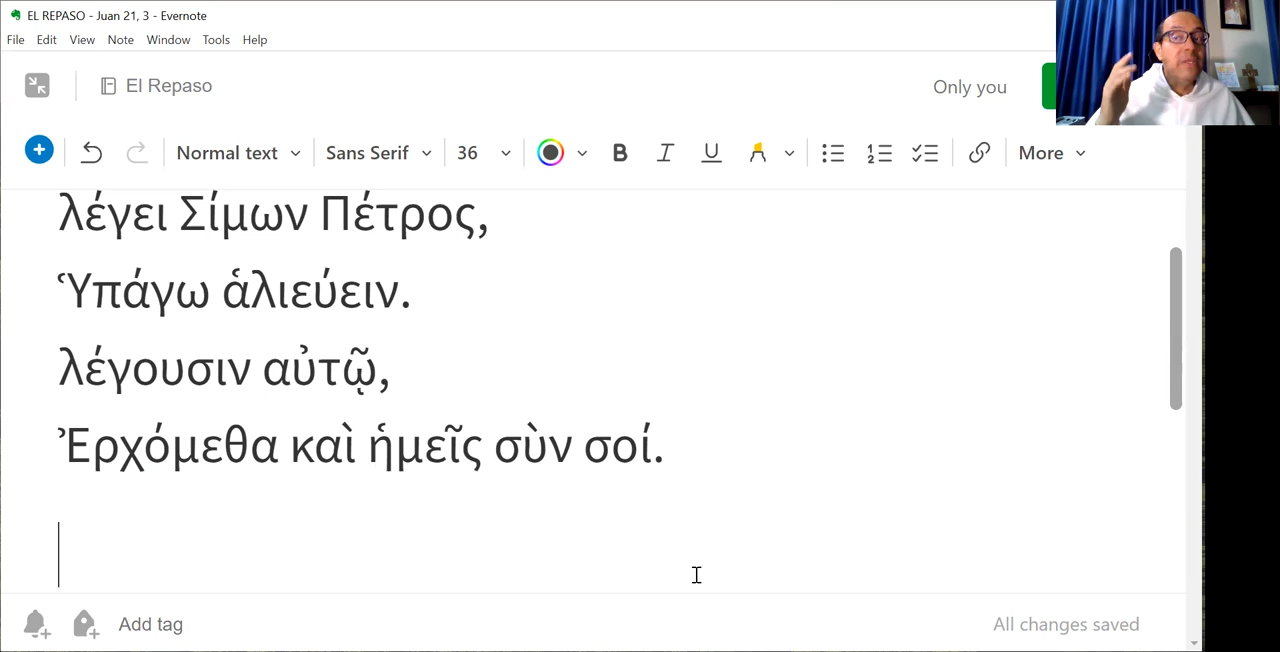 EL REPASO - Juan 21, 3 - Evernote
File Edit View Note Window Tools Help
El Repaso
Only you
Normal text Sans Serif 36 B I U More
λέγει Σίμων Πέτρος,
Ὑπάγω ἁλιεύειν.
λέγουσιν αὐτῷ,
Ἐρχόμεθα καὶ ἡμεῖς σὺν σοί.
Add tag
All changes saved